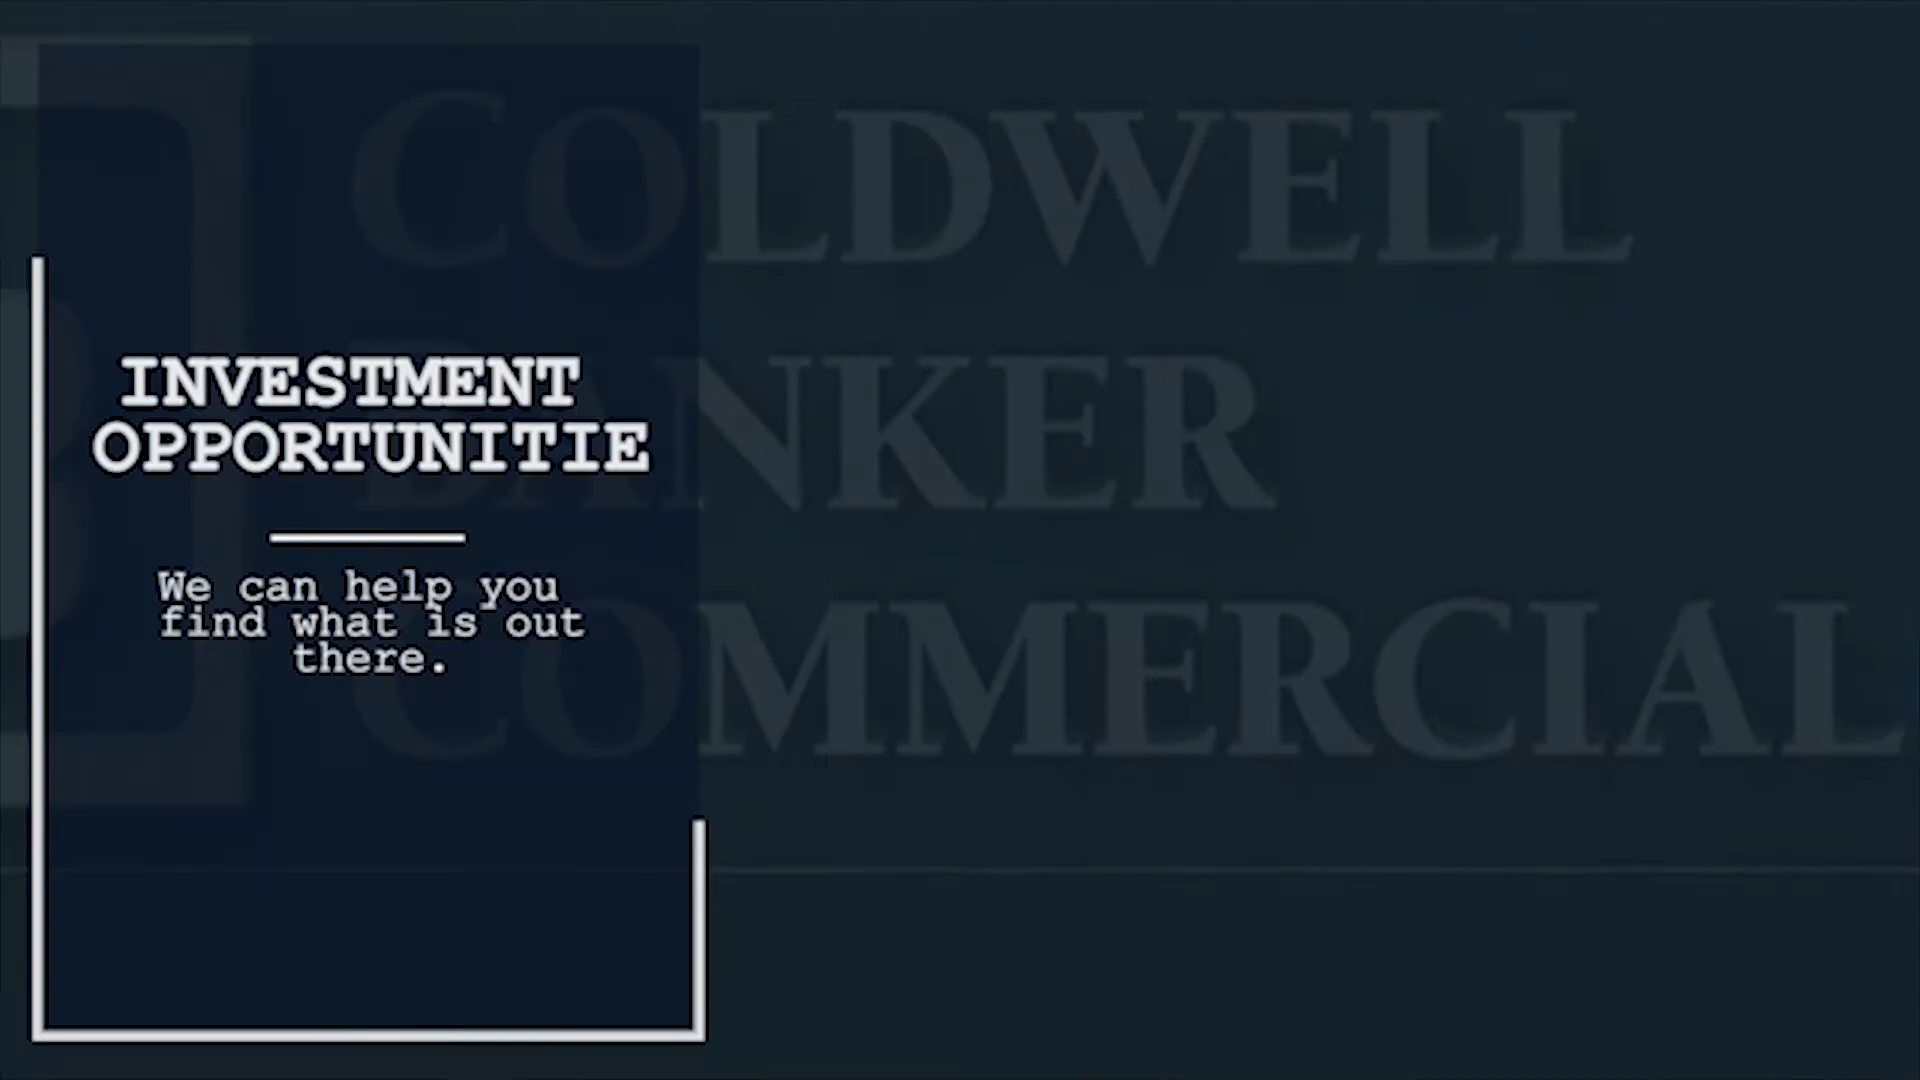 COLDWELL
BANKER
COMMERCIAL
INVESTMENT
OPPORTUNITIE
We can help you
find what is out
there.